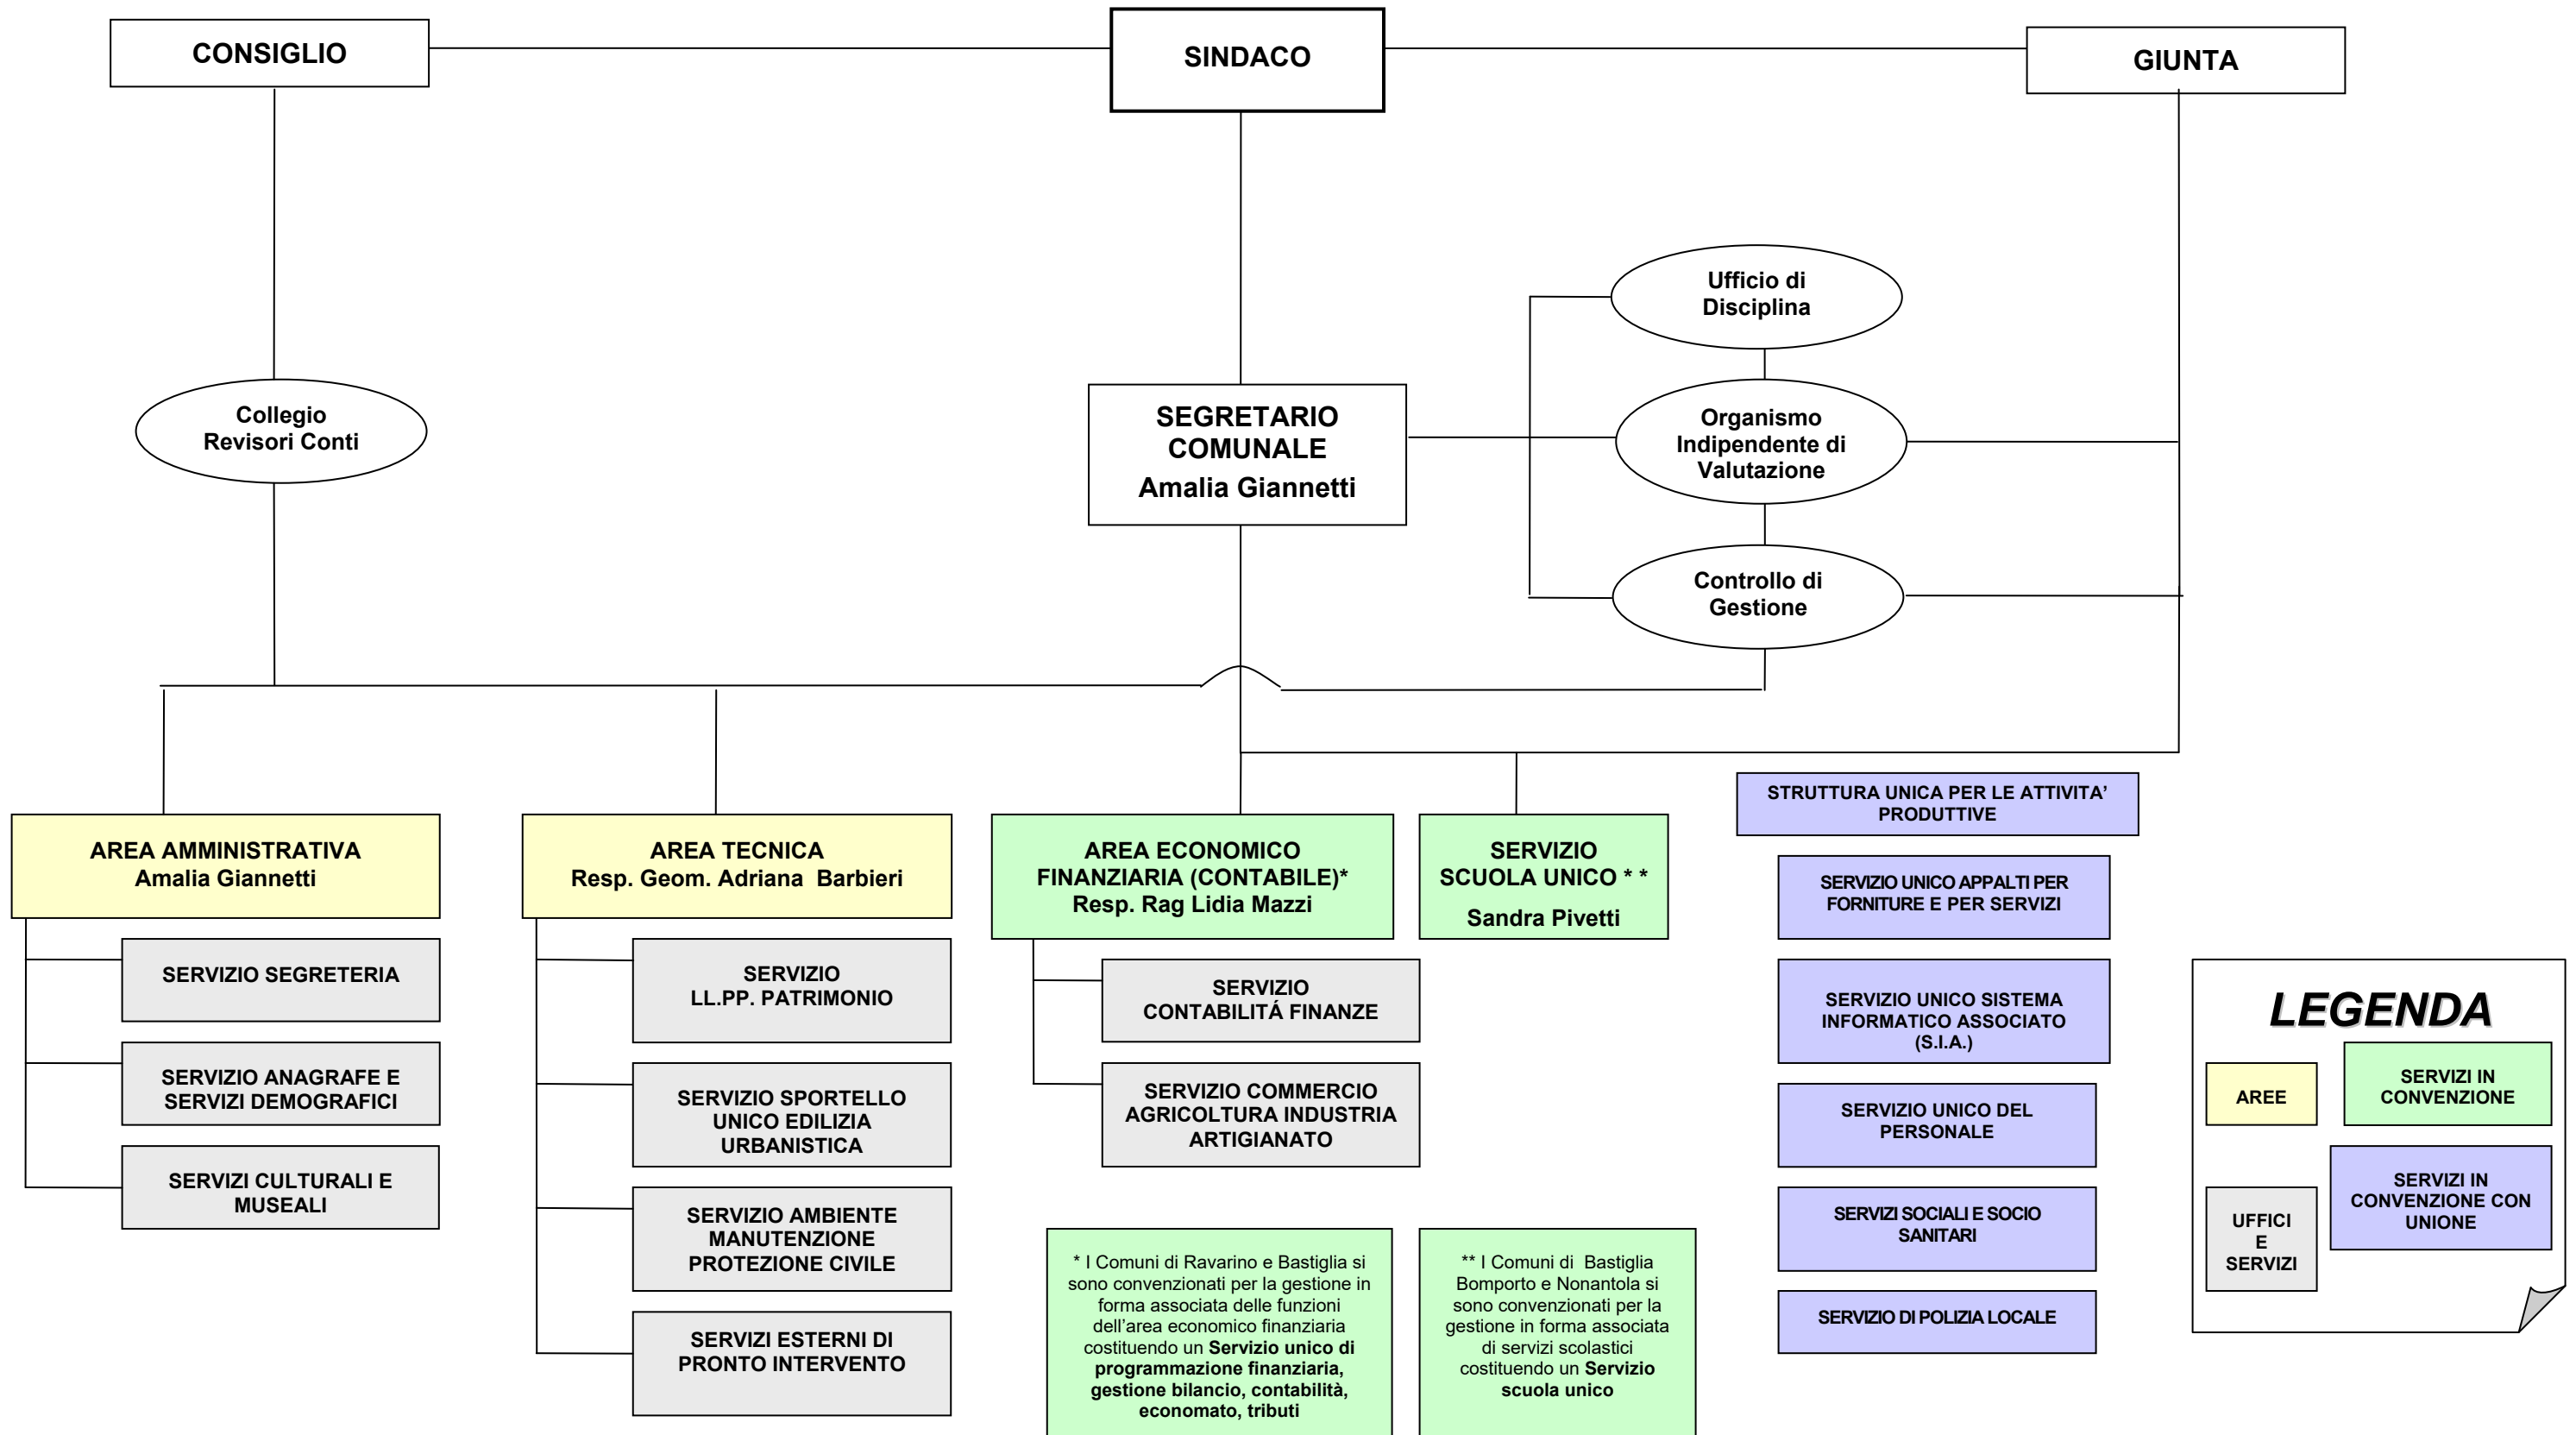 CONSIGLIO
SINDACO
GIUNTA
Ufficio di
Disciplina
Collegio
Revisori Conti
SEGRETARIO
COMUNALE
Amalia Giannetti
Organismo
Indipendente di
Valutazione
Controllo di
Gestione
AREA AMMINISTRATIVA
Amalia Giannetti
SERVIZIO SEGRETERIA
SERVIZIO ANAGRAFE E
SERVIZI DEMOGRAFICI
SERVIZI CULTURALI E
MUSEALI
AREA TECNICA
Resp. Geom. Adriana Barbieri
SERVIZIO
LL.PP. PATRIMONIO
SERVIZIO SPORTELLO
UNICO EDILIZIA
URBANISTICA
SERVIZIO AMBIENTE
MANUTENZIONE
PROTEZIONE CIVILE
SERVIZI ESTERNI DI
PRONTO INTERVENTO
AREA ECONOMICO
FINANZIARIA (CONTABILE)*
Resp. Rag Lidia Mazzi
SERVIZIO
CONTABILITÁ FINANZE
SERVIZIO COMMERCIO
AGRICOLTURA INDUSTRIA
ARTIGIANATO
* I Comuni di Ravarino e Bastiglia si
sono convenzionati per la gestione in
forma associata delle funzioni
dell'area economico finanziaria
costituendo un Servizio unico di
programmazione finanziaria,
gestione bilancio, contabilità,
economato, tributi
SERVIZIO
SCUOLA UNICO * *
Sandra Pivetti
** I Comuni di Bastiglia
Bomporto e Nonantola si
sono convenzionati per la
gestione in forma associata
di servizi scolastici
costituendo un Servizio
scuola unico
STRUTTURA UNICA PER LE ATTIVITA'
PRODUTTIVE
SERVIZIO UNICO APPALTI PER
FORNITURE E PER SERVIZI
SERVIZIO UNICO SISTEMA
INFORMATICO ASSOCIATO
(S.I.A.)
SERVIZIO UNICO DEL
PERSONALE
SERVIZI SOCIALI E SOCIO
SANITARI
SERVIZIO DI POLIZIA LOCALE
LEGENDA
AREE
SERVIZI IN
CONVENZIONE
UFFICI
E
SERVIZI
SERVIZI IN
CONVENZIONE CON
UNIONE